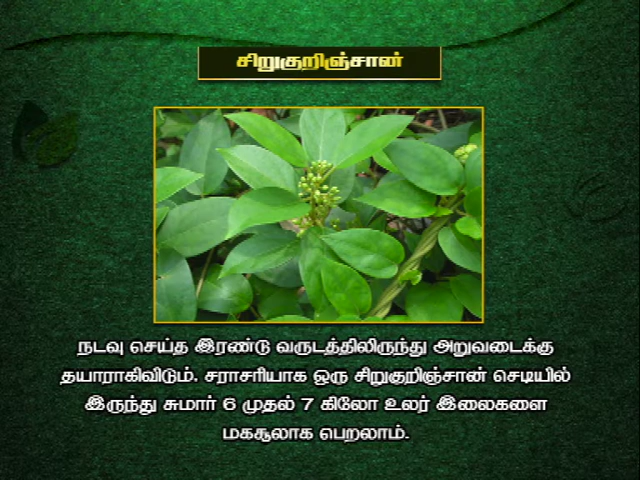 சிறுகுறிஞ்சான்
நடவு செய்த இரண்டு வருடத்திலிருந்து அறுவடைக்கு
தயாராகிவிடும். சராசரியாக ஒரு சிறுகுறிஞ்சான் செடியில்
இருந்து சுமார் 6 முதல் 7 கிலோ உலர் இலைகளை
மகசூலாக பெறலாம்.